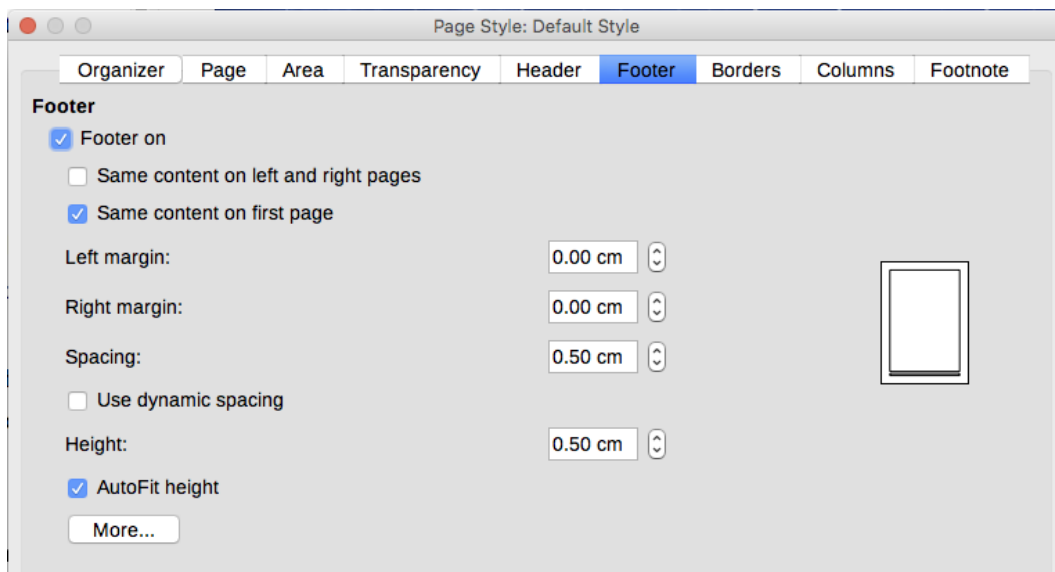 Page Style: Default Style
Organizer Page Area Transparency Header Footer Borders Columns Footnote
Footer
Footer on
Same content on left and right pages
Same content on first page
Left margin: 0.00 cm
Right margin: 0.00 cm
Spacing: 0.50 cm
Use dynamic spacing
Height: 0.50 cm
AutoFit height
More...